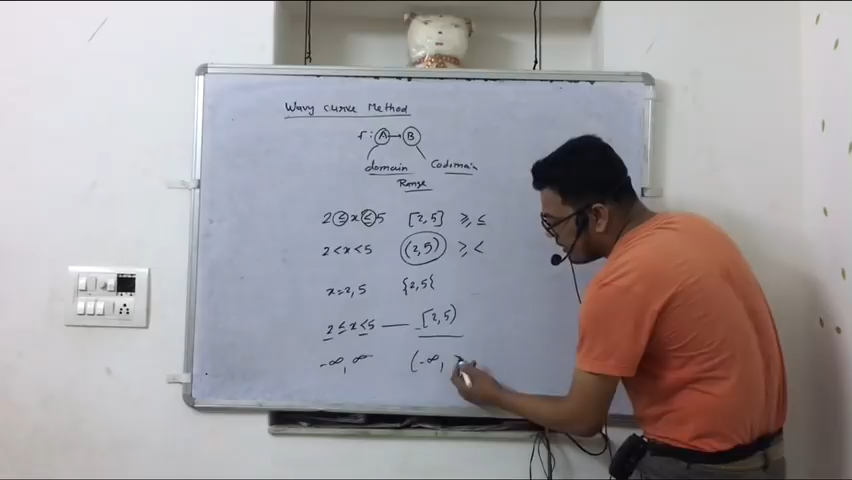 Wavy Curve Method
f: A → B
domain Codomain
Range
2 ≤ x ≤ 5 [2,5] ≥, ≤
2 < x < 5 (2,5) >, <
x = 2, 5 {2,5{
2 ≤ x ≤ 5 — [2,5)
-∞, ∞ (-∞,